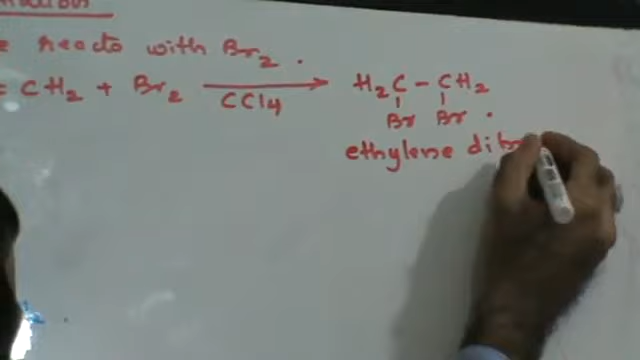 reacts with Br2.
= CH2 + Br2 CCl4 H2C - CH2
Br Br .
ethylene dib